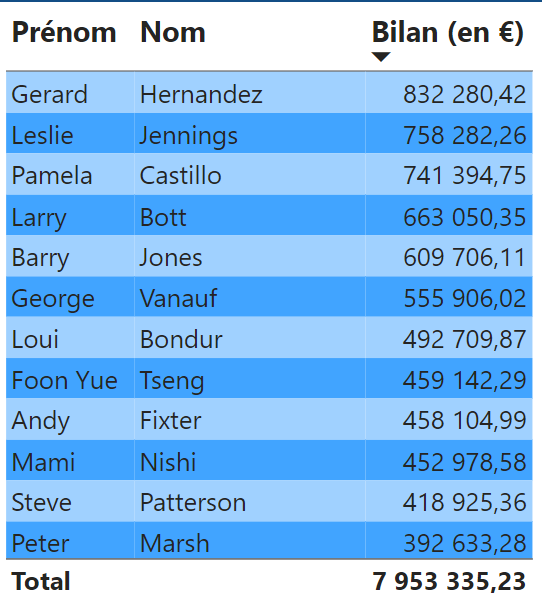 Prénom Nom Bilan (en €)
Gerard Hernandez 832 280,42
Leslie Jennings 758 282,26
Pamela Castillo 741 394,75
Larry Bott 663 050,35
Barry Jones 609 706,11
George Vanauf 555 906,02
Loui Bondur 492 709,87
Foon Yue Tseng 459 142,29
Andy Fixter 458 104,99
Mami Nishi 452 978,58
Steve Patterson 418 925,36
Peter Marsh 392 633,28
Total 7 953 335,23